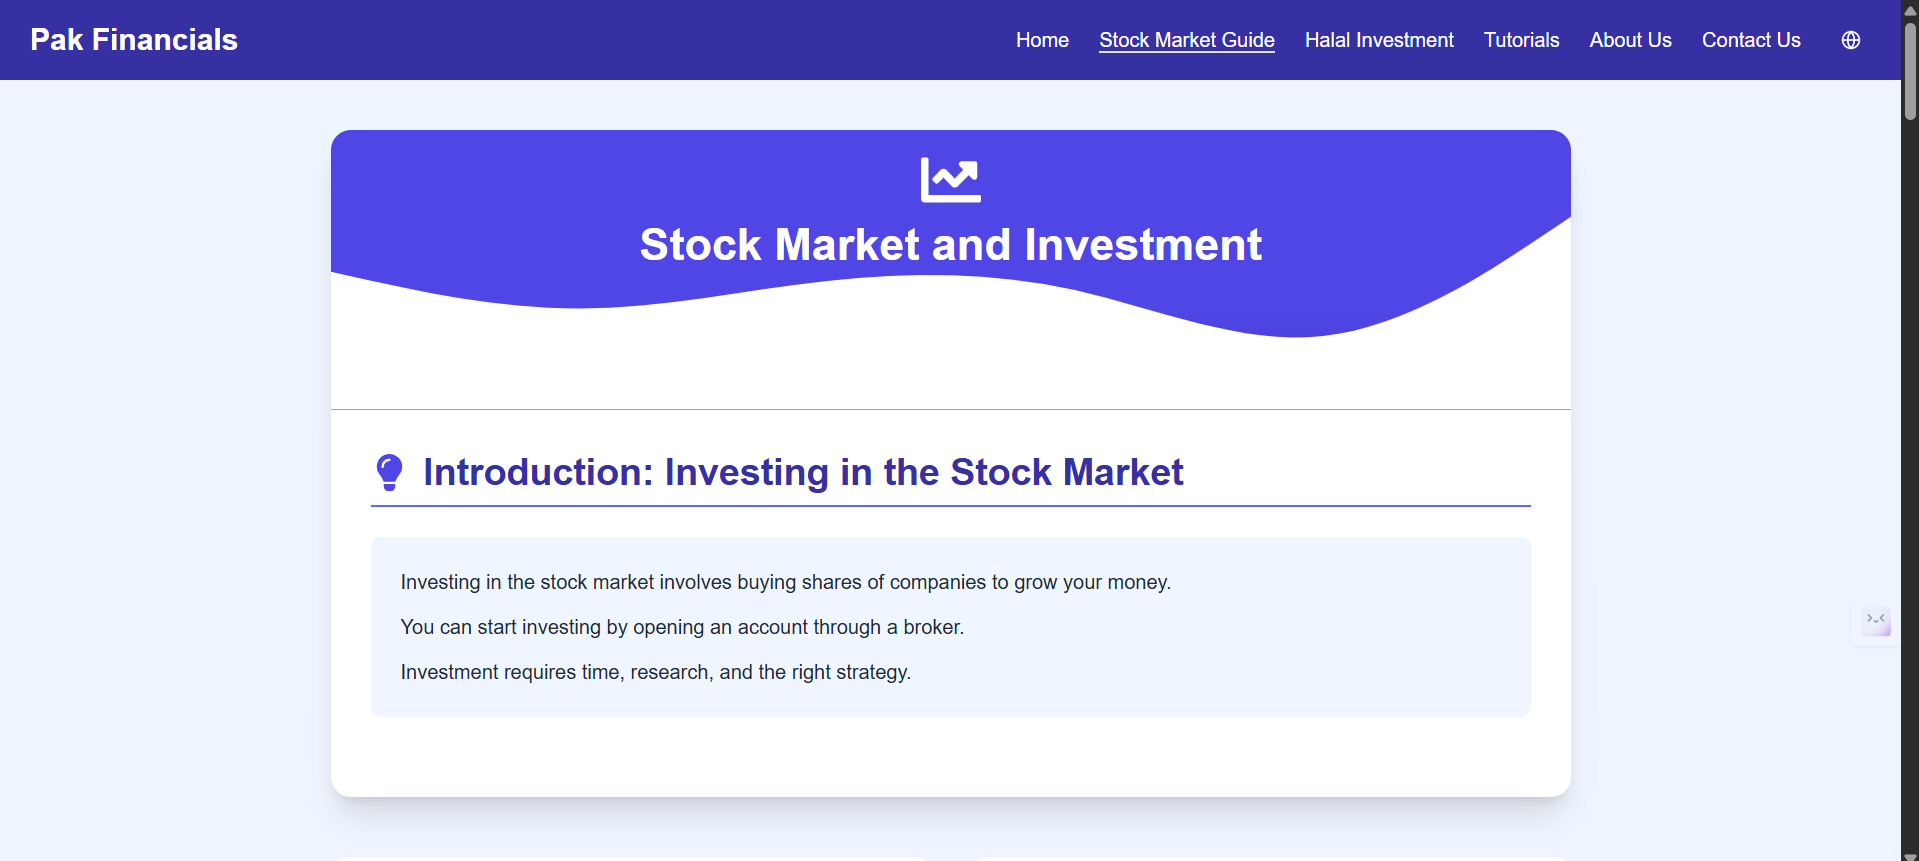 Pak Financials
Home
Stock Market Guide
Halal Investment
Tutorials
About Us
Contact Us
Stock Market and Investment
Introduction: Investing in the Stock Market
Investing in the stock market involves buying shares of companies to grow your money.
You can start investing by opening an account through a broker.
Investment requires time, research, and the right strategy.